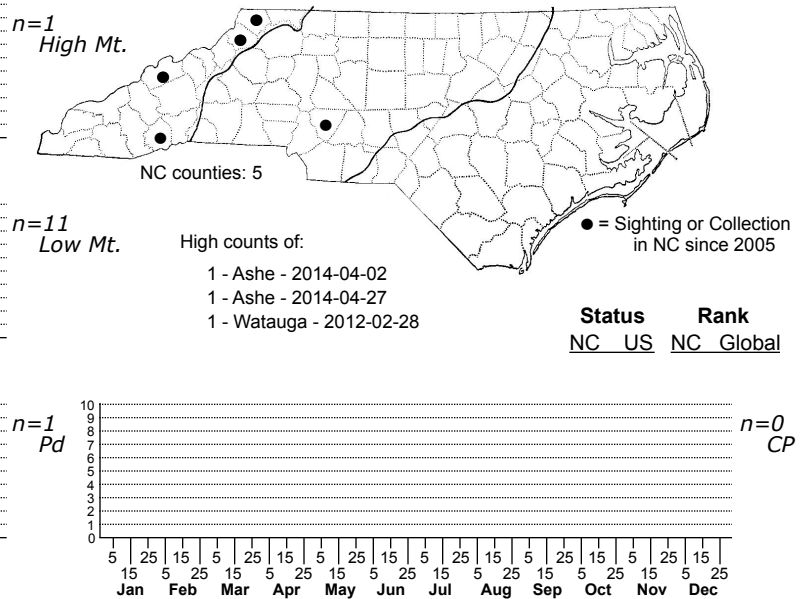 n=1
High Mt.
NC counties: 5
n=11
Low Mt.
High counts of:
1 - Ashe - 2014-04-02
1 - Ashe - 2014-04-27
1 - Watauga - 2012-02-28
= Sighting or Collection
in NC since 2005
Status Rank
NC US NC Global
n=1
Pd
10
9
8
7
6
5
4
3
2
1
0
n=0
CP
5 25 15 5 25 15 5 25 15 5 25 15 5 25 15 5 25 15
15 5 25 15 5 25 15 5 25 15 5 25 15 5 25 15 5 25
Jan Feb Mar Apr May Jun Jul Aug Sep Oct Nov Dec